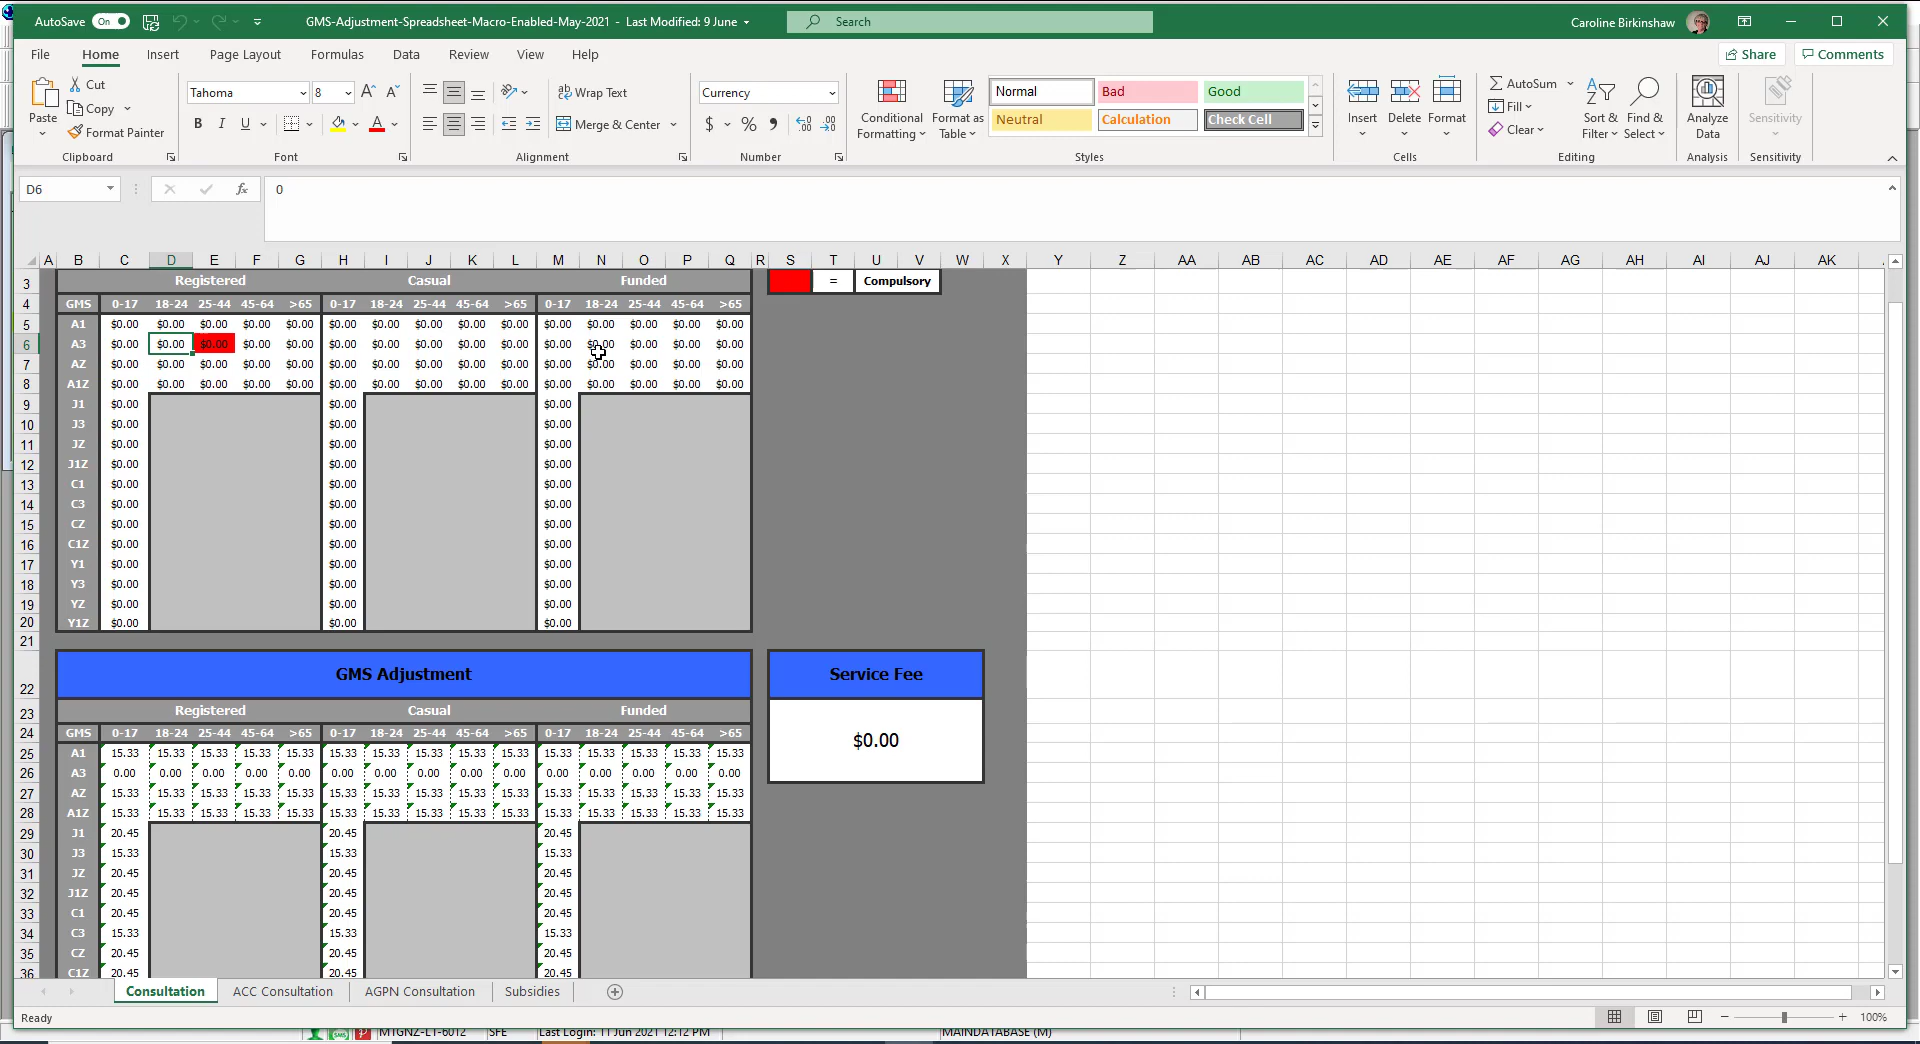 AutoSave On GMS-Adjustment-Spreadsheet-Macro-Enabled-May-2021 - Last Modified: 9 June Search Caroline Birkinshaw
File Home Insert Page Layout Formulas Data Review View Help Share Comments
Paste Cut Copy Format Painter
Tahoma 8
B I U
Wrap Text
Merge & Center
Currency
$ %
Conditional Formatting Format as Table
Normal Bad Good
Neutral Calculation Check Cell
Insert Delete Format
AutoSum Fill Clear
Sort & Filter Find & Select
Analyze Data
Sensitivity
Clipboard Font Alignment Number Styles Cells Editing Analysis Sensitivity
D6 fx 0
A B C D E F G H I J K L M N O P Q R S T U V W X Y Z AA AB AC AD AE AF AG AH AI AJ AK
3 Registered Casual Funded = Compulsory
4 GMS 0-17 18-24 25-44 45-64 >65 0-17 18-24 25-44 45-64 >65 0-17 18-24 25-44 45-64 >65
5 A1 $0.00 $0.00 $0.00 $0.00 $0.00 $0.00 $0.00 $0.00 $0.00 $0.00 $0.00 $0.00 $0.00 $0.00 $0.00
6 A3 $0.00 $0.00 $0.00 $0.00 $0.00 $0.00 $0.00 $0.00 $0.00 $0.00 $0.00 $0.00 $0.00 $0.00 $0.00
7 AZ $0.00 $0.00 $0.00 $0.00 $0.00 $0.00 $0.00 $0.00 $0.00 $0.00 $0.00 $0.00 $0.00 $0.00 $0.00
8 A1Z $0.00 $0.00 $0.00 $0.00 $0.00 $0.00 $0.00 $0.00 $0.00 $0.00 $0.00 $0.00 $0.00 $0.00 $0.00
9 J1 $0.00 $0.00 $0.00
10 J3 $0.00 $0.00 $0.00
11 JZ $0.00 $0.00 $0.00
12 J1Z $0.00 $0.00 $0.00
13 C1 $0.00 $0.00 $0.00
14 C3 $0.00 $0.00 $0.00
15 CZ $0.00 $0.00 $0.00
16 C1Z $0.00 $0.00 $0.00
17 Y1 $0.00 $0.00 $0.00
18 Y3 $0.00 $0.00 $0.00
19 YZ $0.00 $0.00 $0.00
20 Y1Z $0.00 $0.00 $0.00
21
22 GMS Adjustment Service Fee
23 Registered Casual Funded
24 GMS 0-17 18-24 25-44 45-64 >65 0-17 18-24 25-44 45-64 >65 0-17 18-24 25-44 45-64 >65
$0.00
25 A1 15.33 15.33 15.33 15.33 15.33 15.33 15.33 15.33 15.33 15.33 15.33 15.33 15.33 15.33 15.33
26 A3 0.00 0.00 0.00 0.00 0.00 0.00 0.00 0.00 0.00 0.00 0.00 0.00 0.00 0.00 0.00
27 AZ 15.33 15.33 15.33 15.33 15.33 15.33 15.33 15.33 15.33 15.33 15.33 15.33 15.33 15.33 15.33
28 A1Z 15.33 15.33 15.33 15.33 15.33 15.33 15.33 15.33 15.33 15.33 15.33 15.33 15.33 15.33 15.33
29 J1 20.45 20.45 20.45
30 J3 15.33 15.33 15.33
31 JZ 20.45 20.45 20.45
32 J1Z 20.45 20.45 20.45
33 C1 20.45 20.45 20.45
34 C3 15.33 15.33 15.33
35 CZ 20.45 20.45 20.45
36 C1Z 20.45 20.45 20.45
Consultation ACC Consultation AGPN Consultation Subsidies
Ready 100%
MTGNZ-LT-6012 SFE Last Login: 11 Jun 2021 12:12 PM MAINDATABASE (M)